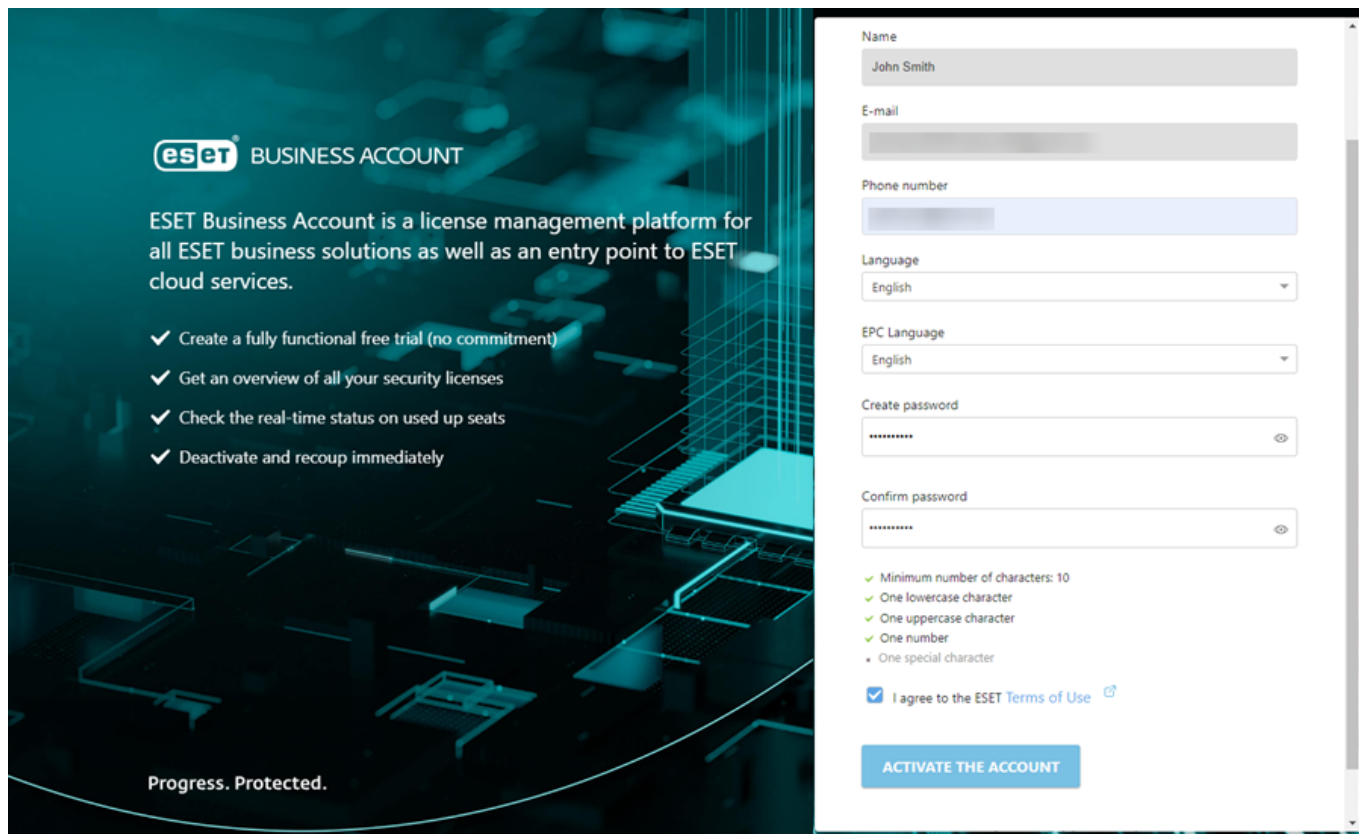 eset® BUSINESS ACCOUNT
ESET Business Account is a license management platform for
all ESET business solutions as well as an entry point to ESET
cloud services.
Create a fully functional free trial (no commitment)
Get an overview of all your security licenses
Check the real-time status on used up seats
Deactivate and recoup immediately
Progress. Protected.
Name
John Smith
E-mail
Phone number
Language
English
EPC Language
English
Create password
••••••••••
Confirm password
••••••••••
Minimum number of characters: 10
One lowercase character
One uppercase character
One number
One special character
I agree to the ESET Terms of Use
ACTIVATE THE ACCOUNT